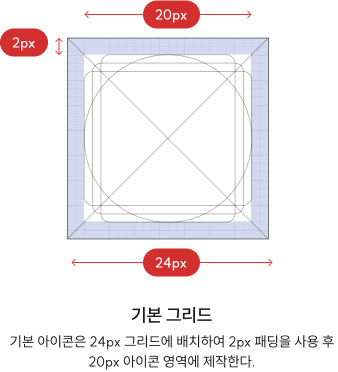 20px
2px
24px
기본 그리드
기본 아이콘은 24px 그리드에 배치하여 2px 패딩을 사용 후
20px 아이콘 영역에 제작한다.